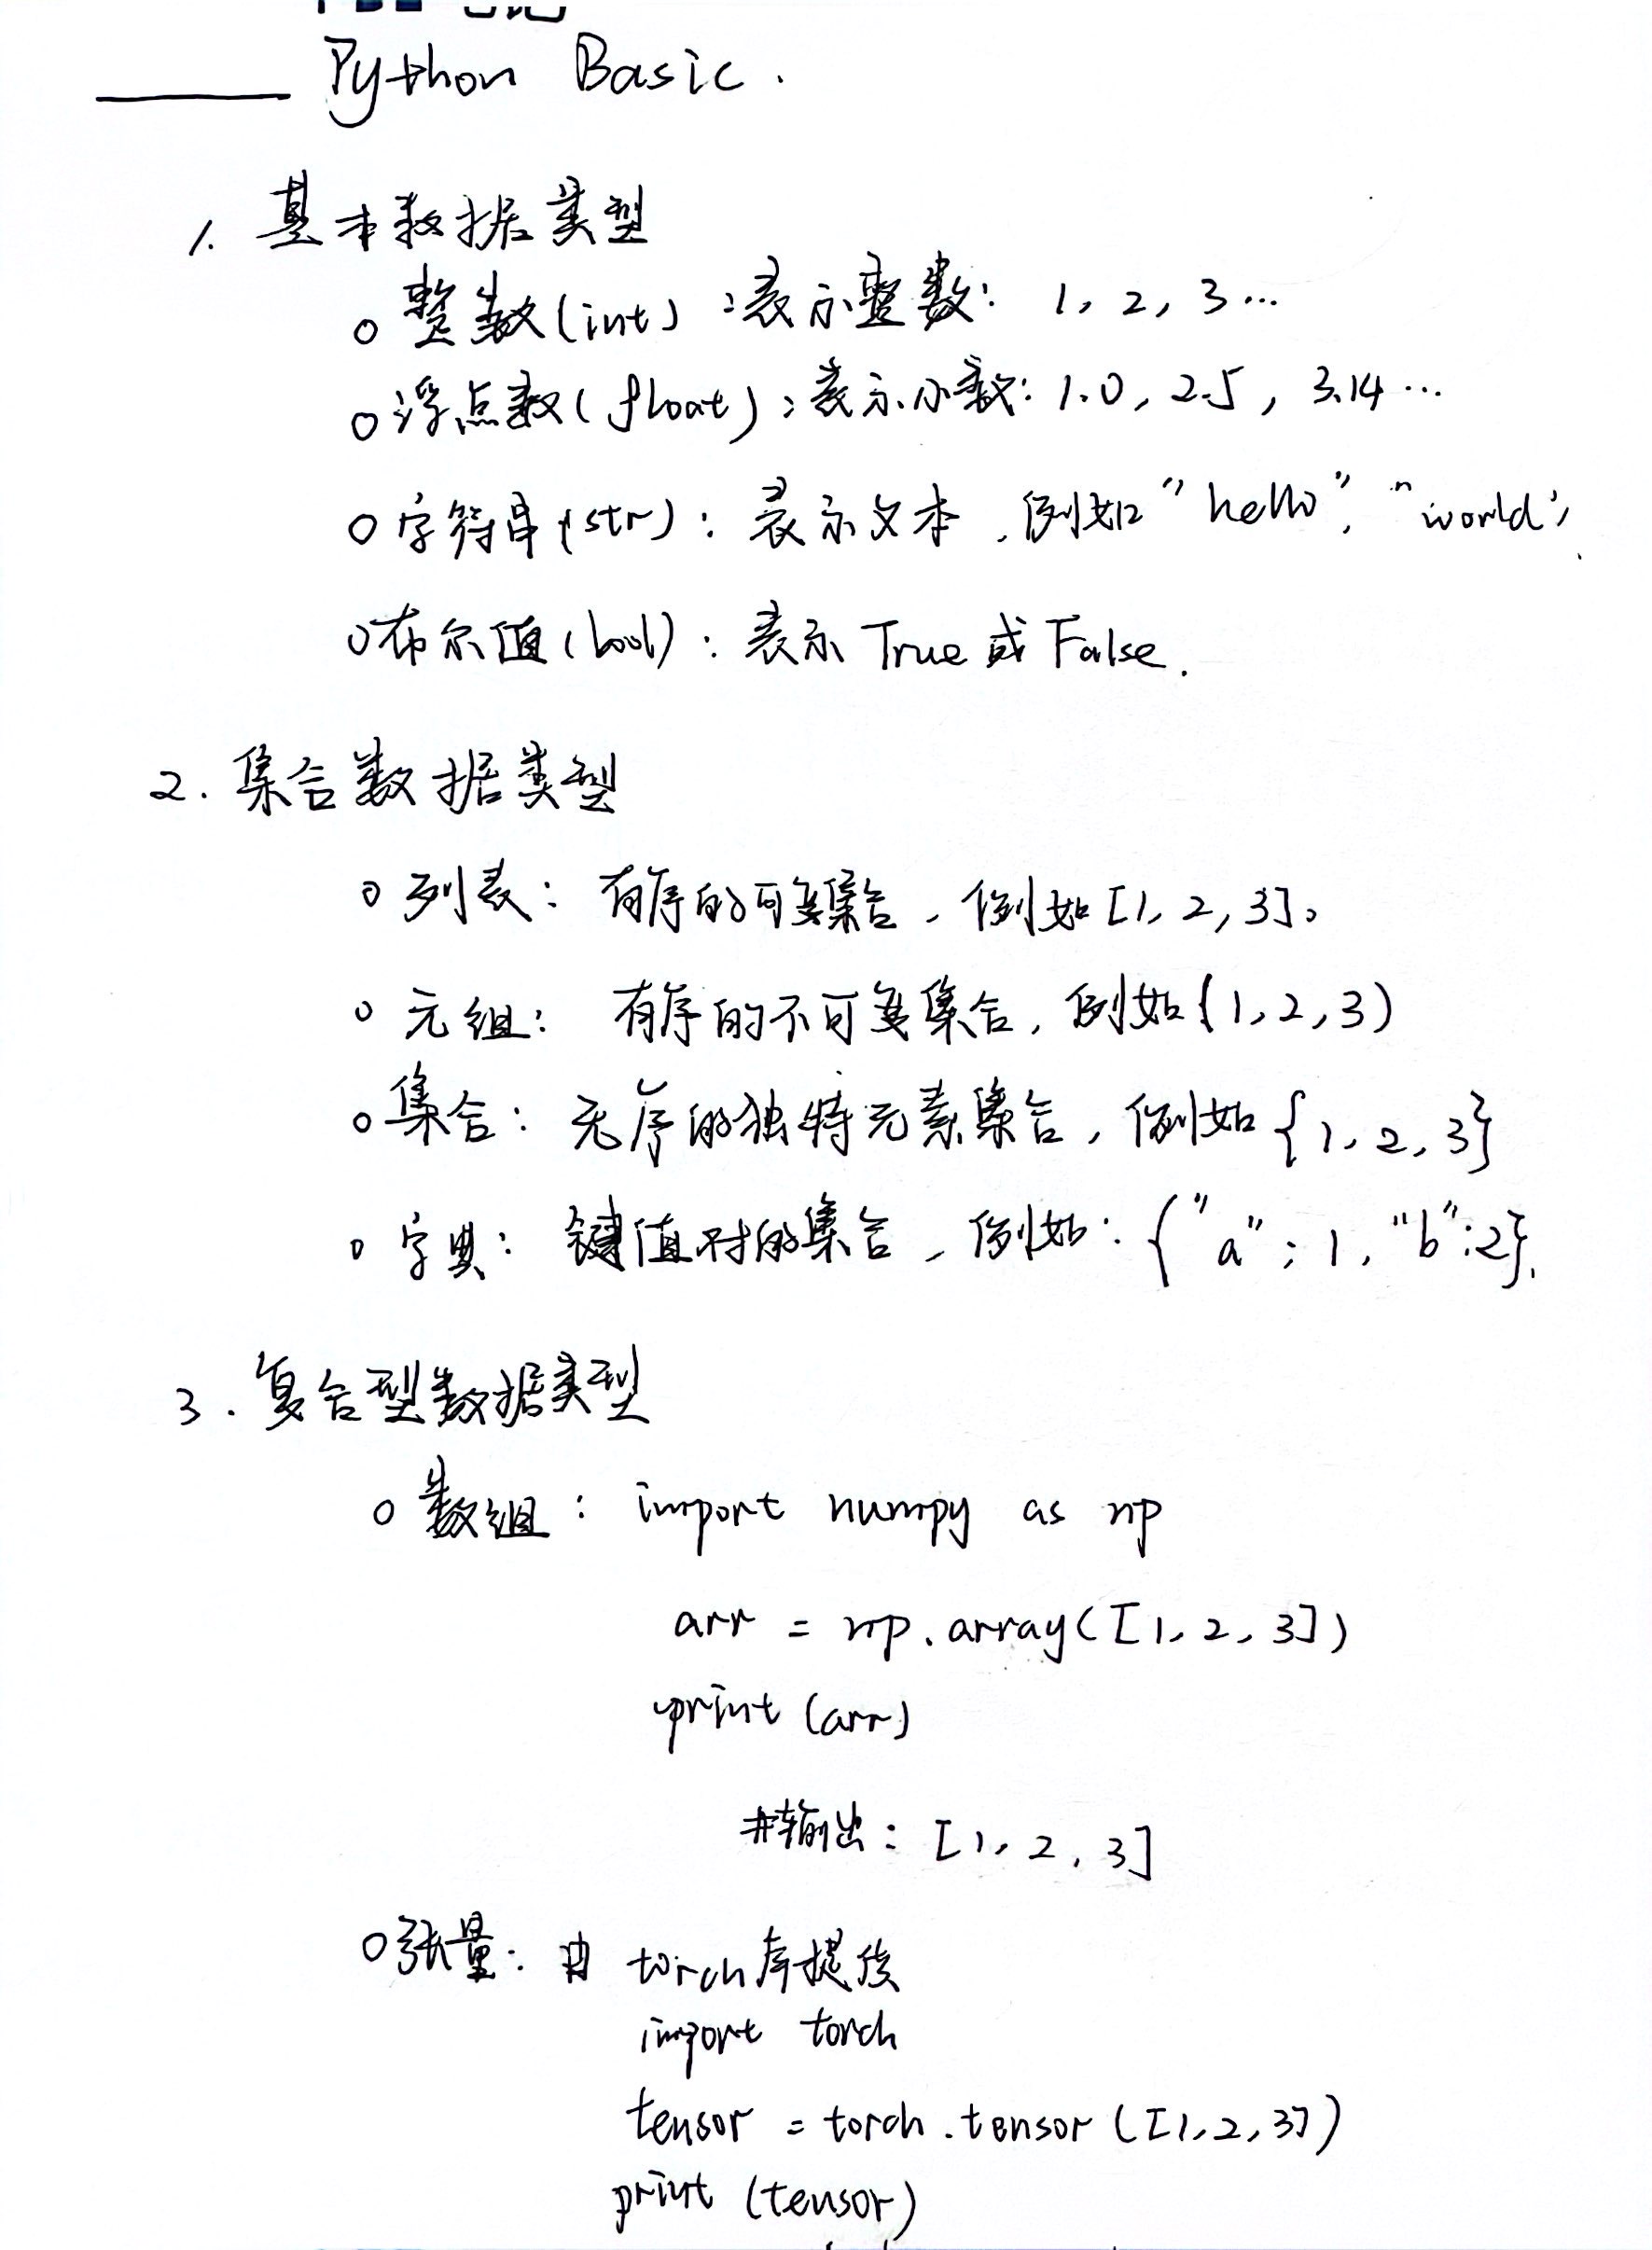 Python Basic.
1. 基本数据类型
o 整数(int):表示整数: 1, 2, 3...
o 浮点数(float):表示小数: 1.0, 2.5, 3.14...
o 字符串(str): 表示文本,例如"hello", "world",
o 布尔值(bool): 表示True或False.
2. 集合数据类型
o 列表: 有序的可变集合, 例如[1, 2, 3]。
o 元组: 有序的不可变集合, 例如(1, 2, 3)
o 集合: 无序的独特元素集合, 例如{1, 2, 3}
o 字典: 键值对的集合, 例如: {"a"; 1, "b":2}.
3. 复合型数据类型
o 数组: import numpy as np
arr = np.array([1, 2, 3])
print(arr)
#输出: [1, 2, 3]
o 张量: 由 torch库提供
import torch
tensor = torch.tensor([1, 2, 3])
print(tensor)